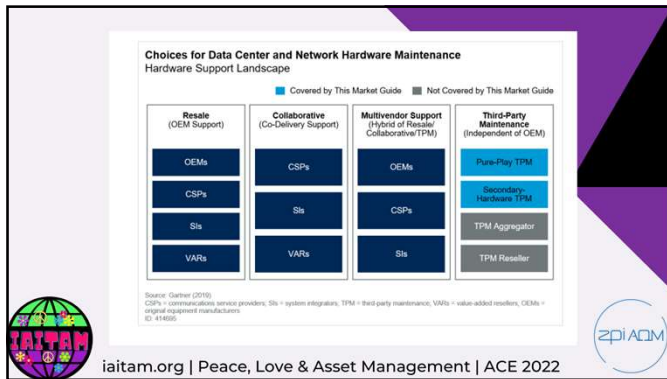 Choices for Data Center and Network Hardware Maintenance
Hardware Support Landscape
Covered by This Market Guide
Not Covered by This Market Guide
Resale
(OEM Support)
OEMs
CSPs
SIs
VARs
Collaborative
(Co-Delivery Support)
CSPs
SIs
VARs
Multivendor Support
(Hybrid of Resale/
Collaborative/TPM)
OEMs
CSPs
SIs
Third-Party
Maintenance
(Independent of OEM)
Pure-Play TPM
Secondary-
Hardware TPM
TPM Aggregator
TPM Reseller
Source: Gartner (2019)
CSPs = communications service providers; SIs = system integrators; TPM = third-party maintenance; VARs = value-added resellers, OEMs =
original equipment manufacturers
ID: 414695
IAITAM
iaitam.org | Peace, Love & Asset Management | ACE 2022